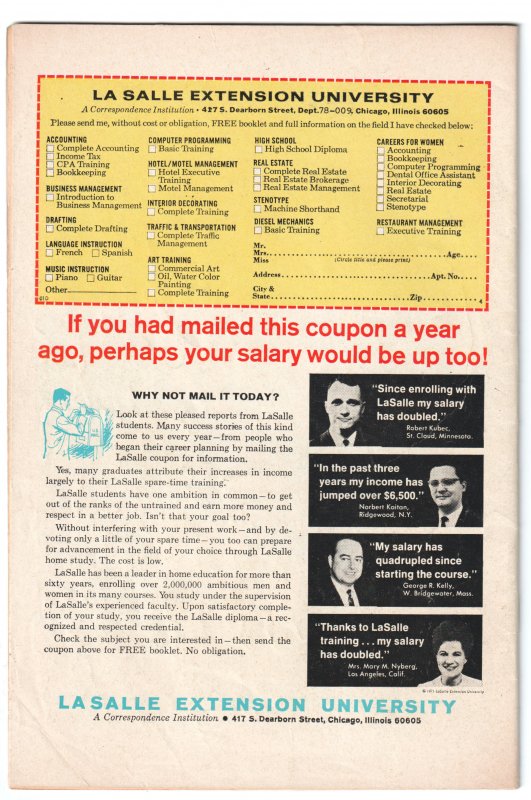 LA SALLE EXTENSION UNIVERSITY
A Correspondence Institution • 427 S. Dearborn Street, Dept. 78-009, Chicago, Illinois 60605
Please send me, without cost or obligation, FREE booklet and full information on the field I have checked below:
ACCOUNTING
Complete Accounting
Income Tax
CPA Training
Bookkeeping
BUSINESS MANAGEMENT
Introduction to
Business Management
DRAFTING
Complete Drafting
LANGUAGE INSTRUCTION
French Spanish
MUSIC INSTRUCTION
Piano Guitar
Other
010
COMPUTER PROGRAMMING
Basic Training
HOTEL/MOTEL MANAGEMENT
Hotel Executive
Training
Motel Management
INTERIOR DECORATING
Complete Training
TRAFFIC & TRANSPORTATION
Complete Traffic
Management
ART TRAINING
Commercial Art
Oil, Water Color
Painting
Complete Training
HIGH SCHOOL
High School Diploma
REAL ESTATE
Complete Real Estate
Real Estate Brokerage
Real Estate Management
STENOTYPE
Machine Shorthand
DIESEL MECHANICS
Basic Training
CAREERS FOR WOMEN
Accounting
Bookkeeping
Computer Programming
Dental Office Assistant
Interior Decorating
Real Estate
Secretarial
Stenotype
RESTAURANT MANAGEMENT
Executive Training
Mr.
Mrs. Age
Miss (Circle title and please print)
Address Apt. No.
City &
State Zip 4
If you had mailed this coupon a year
ago, perhaps your salary would be up too!
WHY NOT MAIL IT TODAY?
Look at these pleased reports from LaSalle
students. Many success stories of this kind
come to us every year—from people who
began their career planning by mailing the
LaSalle coupon for information.
Yes, many graduates attribute their increases in income
largely to their LaSalle spare-time training.
LaSalle students have one ambition in common—to get
out of the ranks of the untrained and earn more money and
respect in a better job. Isn't that your goal too?
Without interfering with your present work—and by de-
voting only a little of your spare time—you too can prepare
for advancement in the field of your choice through LaSalle
home study. The cost is low.
LaSalle has been a leader in home education for more than
sixty years, enrolling over 2,000,000 ambitious men and
women in its many courses. You study under the supervision
of LaSalle's experienced faculty. Upon satisfactory comple-
tion of your study, you receive the LaSalle diploma—a rec-
ognized and respected credential.
Check the subject you are interested in—then send the
coupon above for FREE booklet. No obligation.
"Since enrolling with
LaSalle my salary
has doubled."
Robert Kubec,
St. Cloud, Minnesota.
"In the past three
years my income has
jumped over $6,500."
Norbert Kaitan,
Ridgewood, N.Y.
"My salary has
quadrupled since
starting the course."
George R. Kelly,
W. Bridgewater, Mass.
"Thanks to LaSalle
training . . . my salary
has doubled."
Mrs. Mary M. Nyberg,
Los Angeles, Calif.
© 1971 LaSalle Extension University
LA SALLE EXTENSION UNIVERSITY
A Correspondence Institution • 417 S. Dearborn Street, Chicago, Illinois 60605